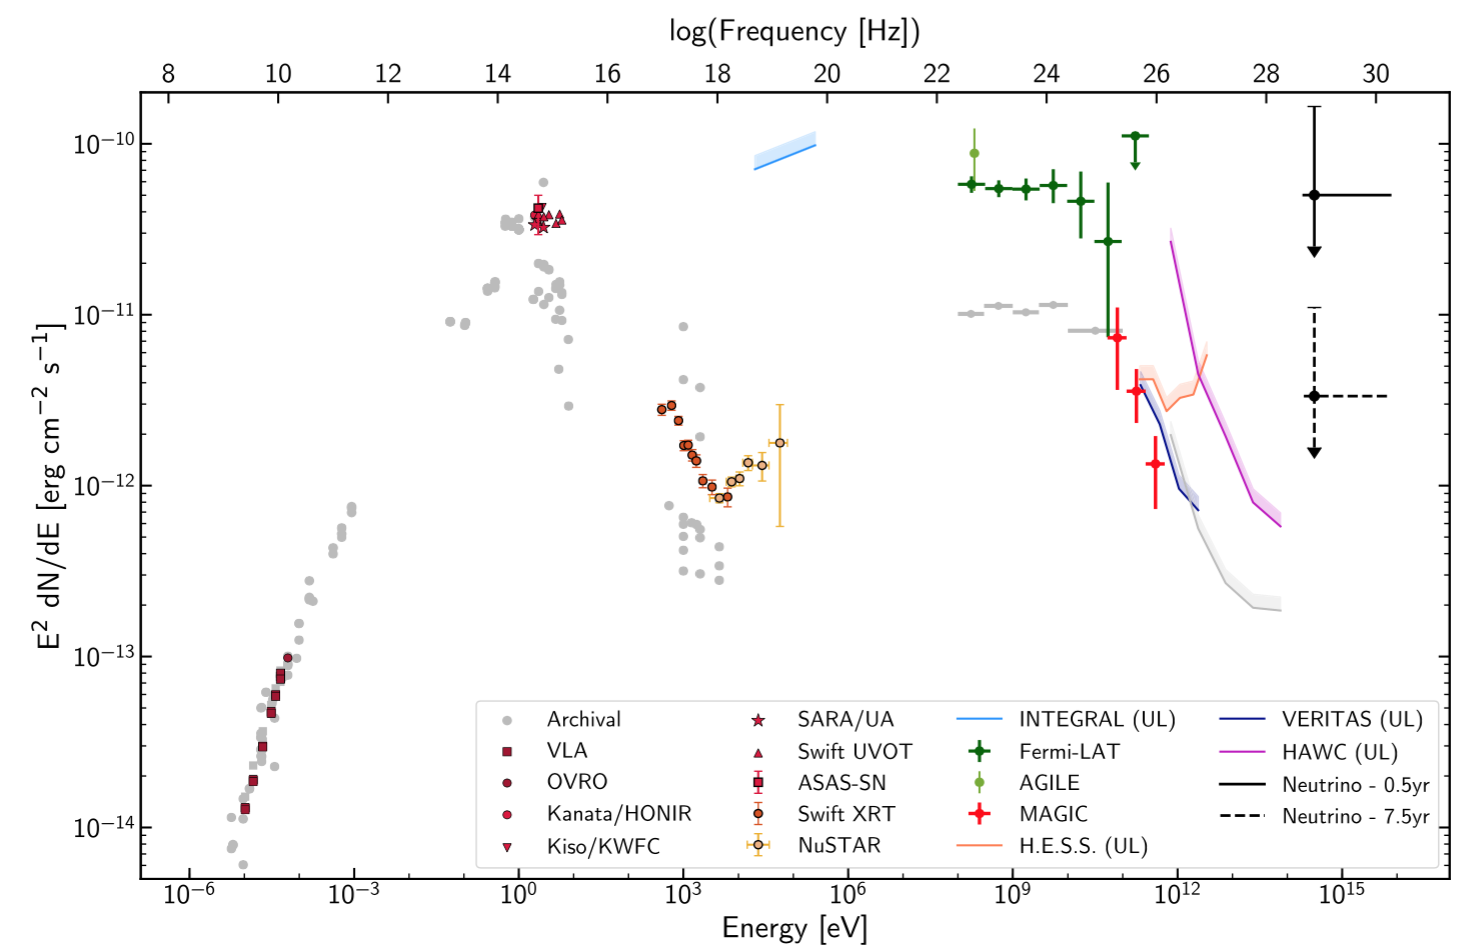 log(Frequency [Hz])
8 10 12 14 16 18 20 22 24 26 28 30
E² dN/dE [erg cm⁻² s⁻¹]
10⁻¹⁰
10⁻¹¹
10⁻¹²
10⁻¹³
10⁻¹⁴
Archival
VLA
OVRO
Kanata/HONIR
Kiso/KWFC
SARA/UA
Swift UVOT
ASAS-SN
Swift XRT
NuSTAR
INTEGRAL (UL)
Fermi-LAT
AGILE
MAGIC
H.E.S.S. (UL)
VERITAS (UL)
HAWC (UL)
Neutrino - 0.5yr
Neutrino - 7.5yr
10⁻⁶ 10⁻³ 10⁰ 10³ 10⁶ 10⁹ 10¹² 10¹⁵
Energy [eV]